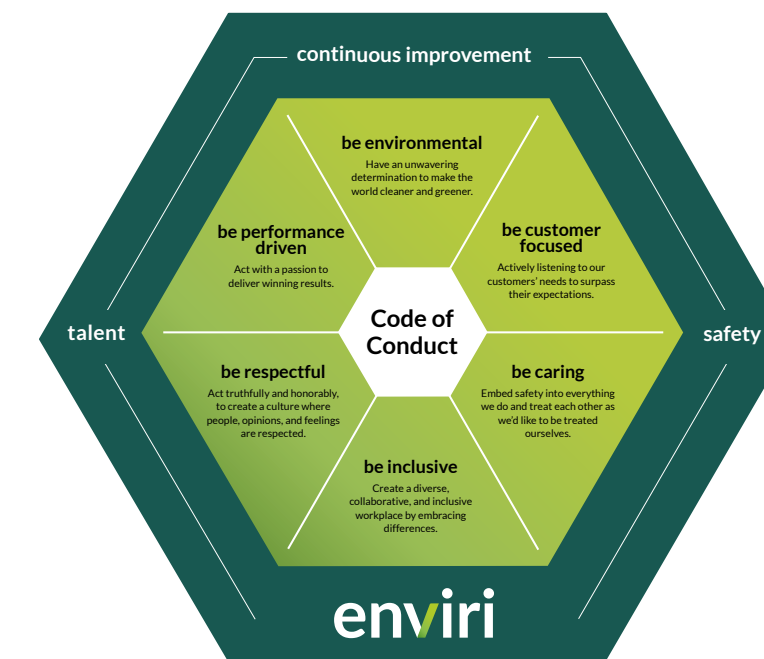 continuous improvement
be environmental
Have an unwavering
determination to make the
world cleaner and greener.
be performance
driven
Act with a passion to
deliver winning results.
be customer
focused
Actively listening to our
customers' needs to surpass
their expectations.
talent
Code of
Conduct
safety
be respectful
Act truthfully and honorably,
to create a culture where
people, opinions, and feelings
are respected.
be caring
Embed safety into everything
we do and treat each other as
we'd like to be treated
ourselves.
be inclusive
Create a diverse,
collaborative, and inclusive
workplace by embracing
differences.
enviri